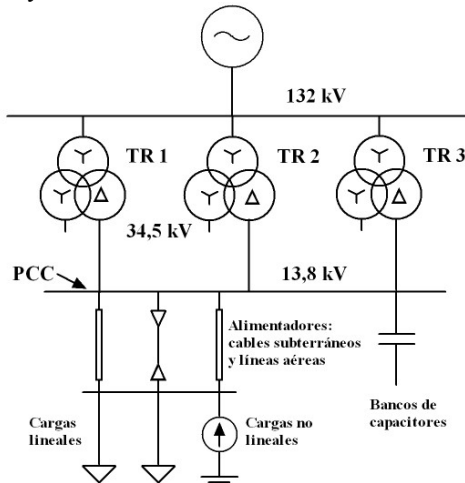 132 kV
TR 1
TR 2
TR 3
34,5 kV
PCC
13,8 kV
Alimentadores:
cables subterráneos
y líneas aéreas
Cargas
lineales
Cargas no
lineales
Bancos de
capacitores